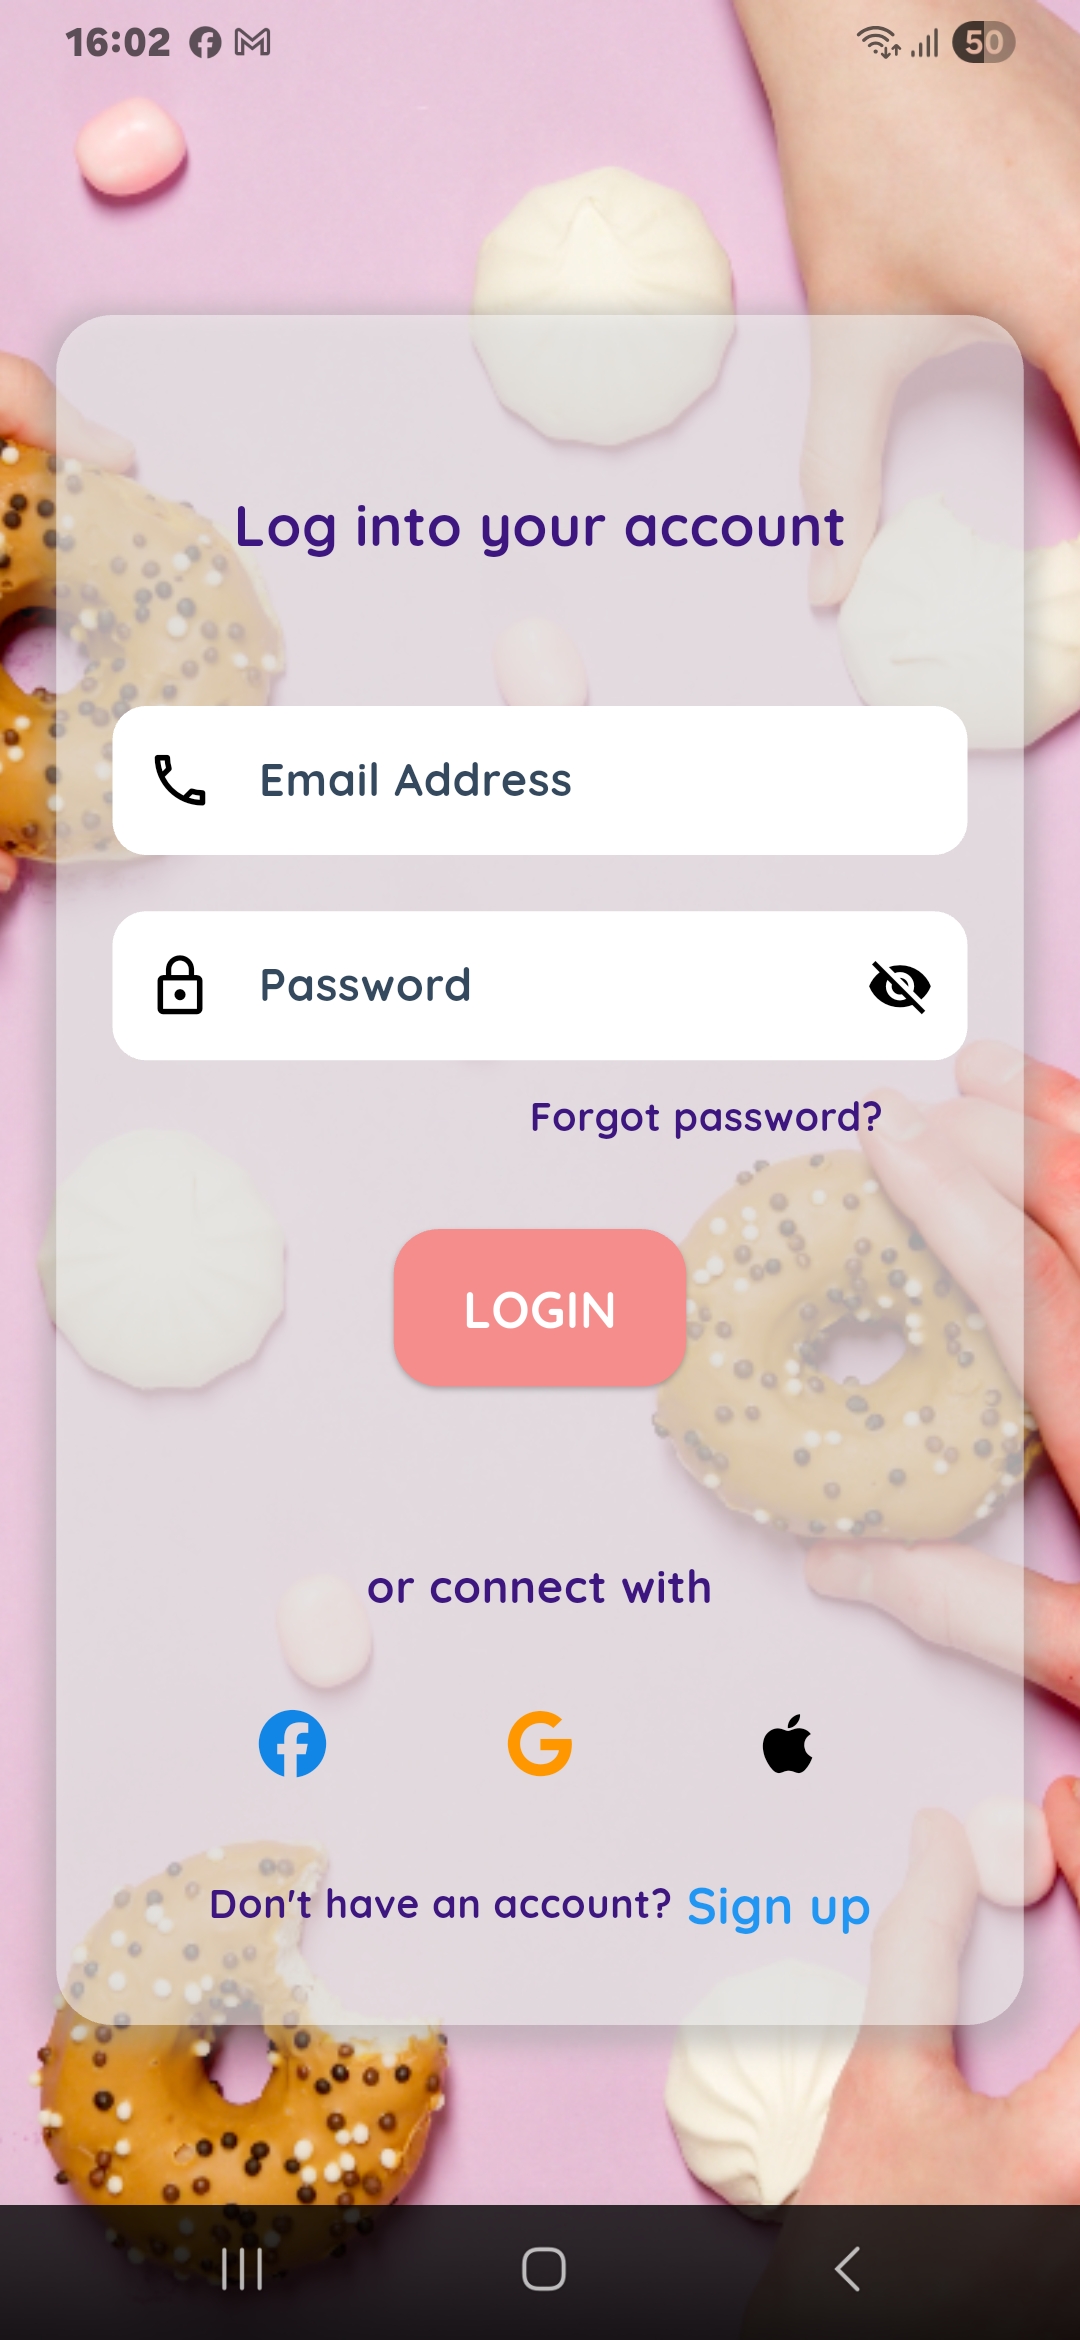 16:02
50
Log into your account
Email Address
Password
Forgot password?
LOGIN
or connect with
Don't have an account? Sign up